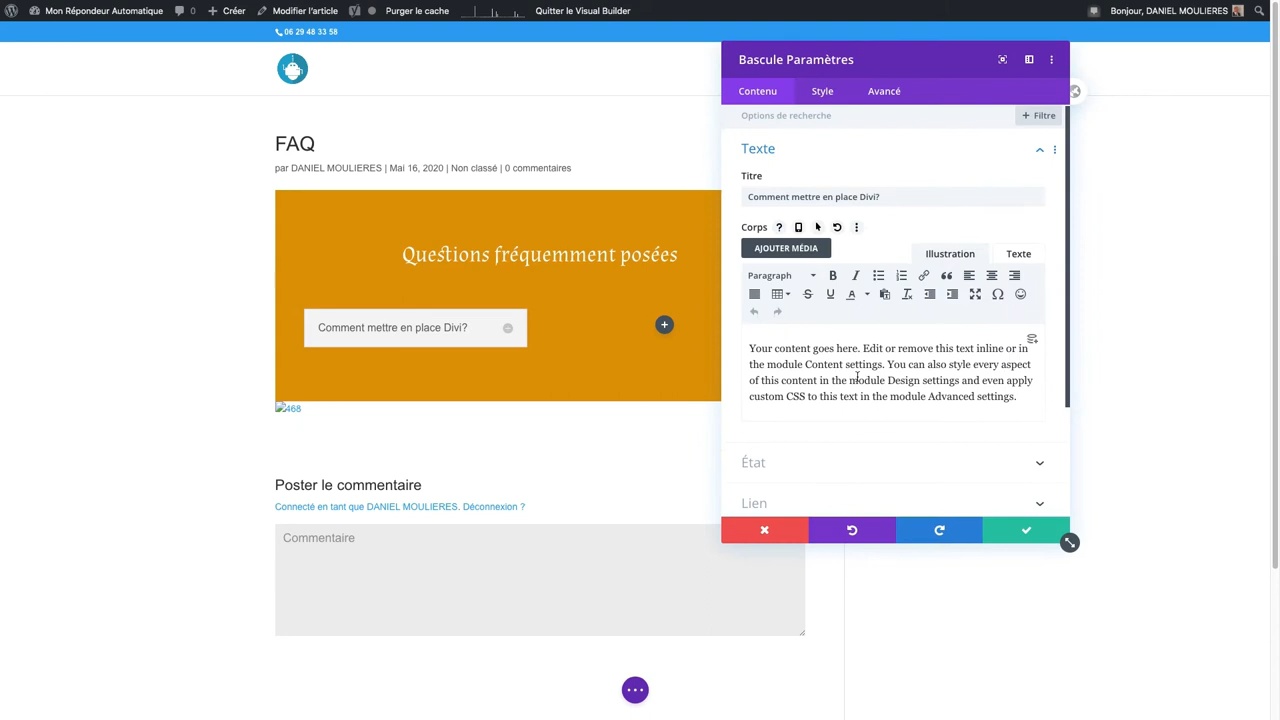 Mon Répondeur Automatique 0 Créer Modifier l'article Purger le cache Quitter le Visual Builder Bonjour, DANIEL MOULIERES
06 29 48 33 58
FAQ
par DANIEL MOULIERES | Mai 16, 2020 | Non classé | 0 commentaires
Questions fréquemment posées
Comment mettre en place Divi?
468
Poster le commentaire
Connecté en tant que DANIEL MOULIERES. Déconnexion ?
Commentaire
Bascule Paramètres
Contenu Style Avancé
Options de recherche + Filtre
Texte
Titre
Comment mettre en place Divi?
Corps ?
AJOUTER MÉDIA Illustration Texte
Paragraph B I
S U A Ω
Your content goes here. Edit or remove this text inline or in
the module Content settings. You can also style every aspect
of this content in the module Design settings and even apply
custom CSS to this text in the module Advanced settings.
État
Lien